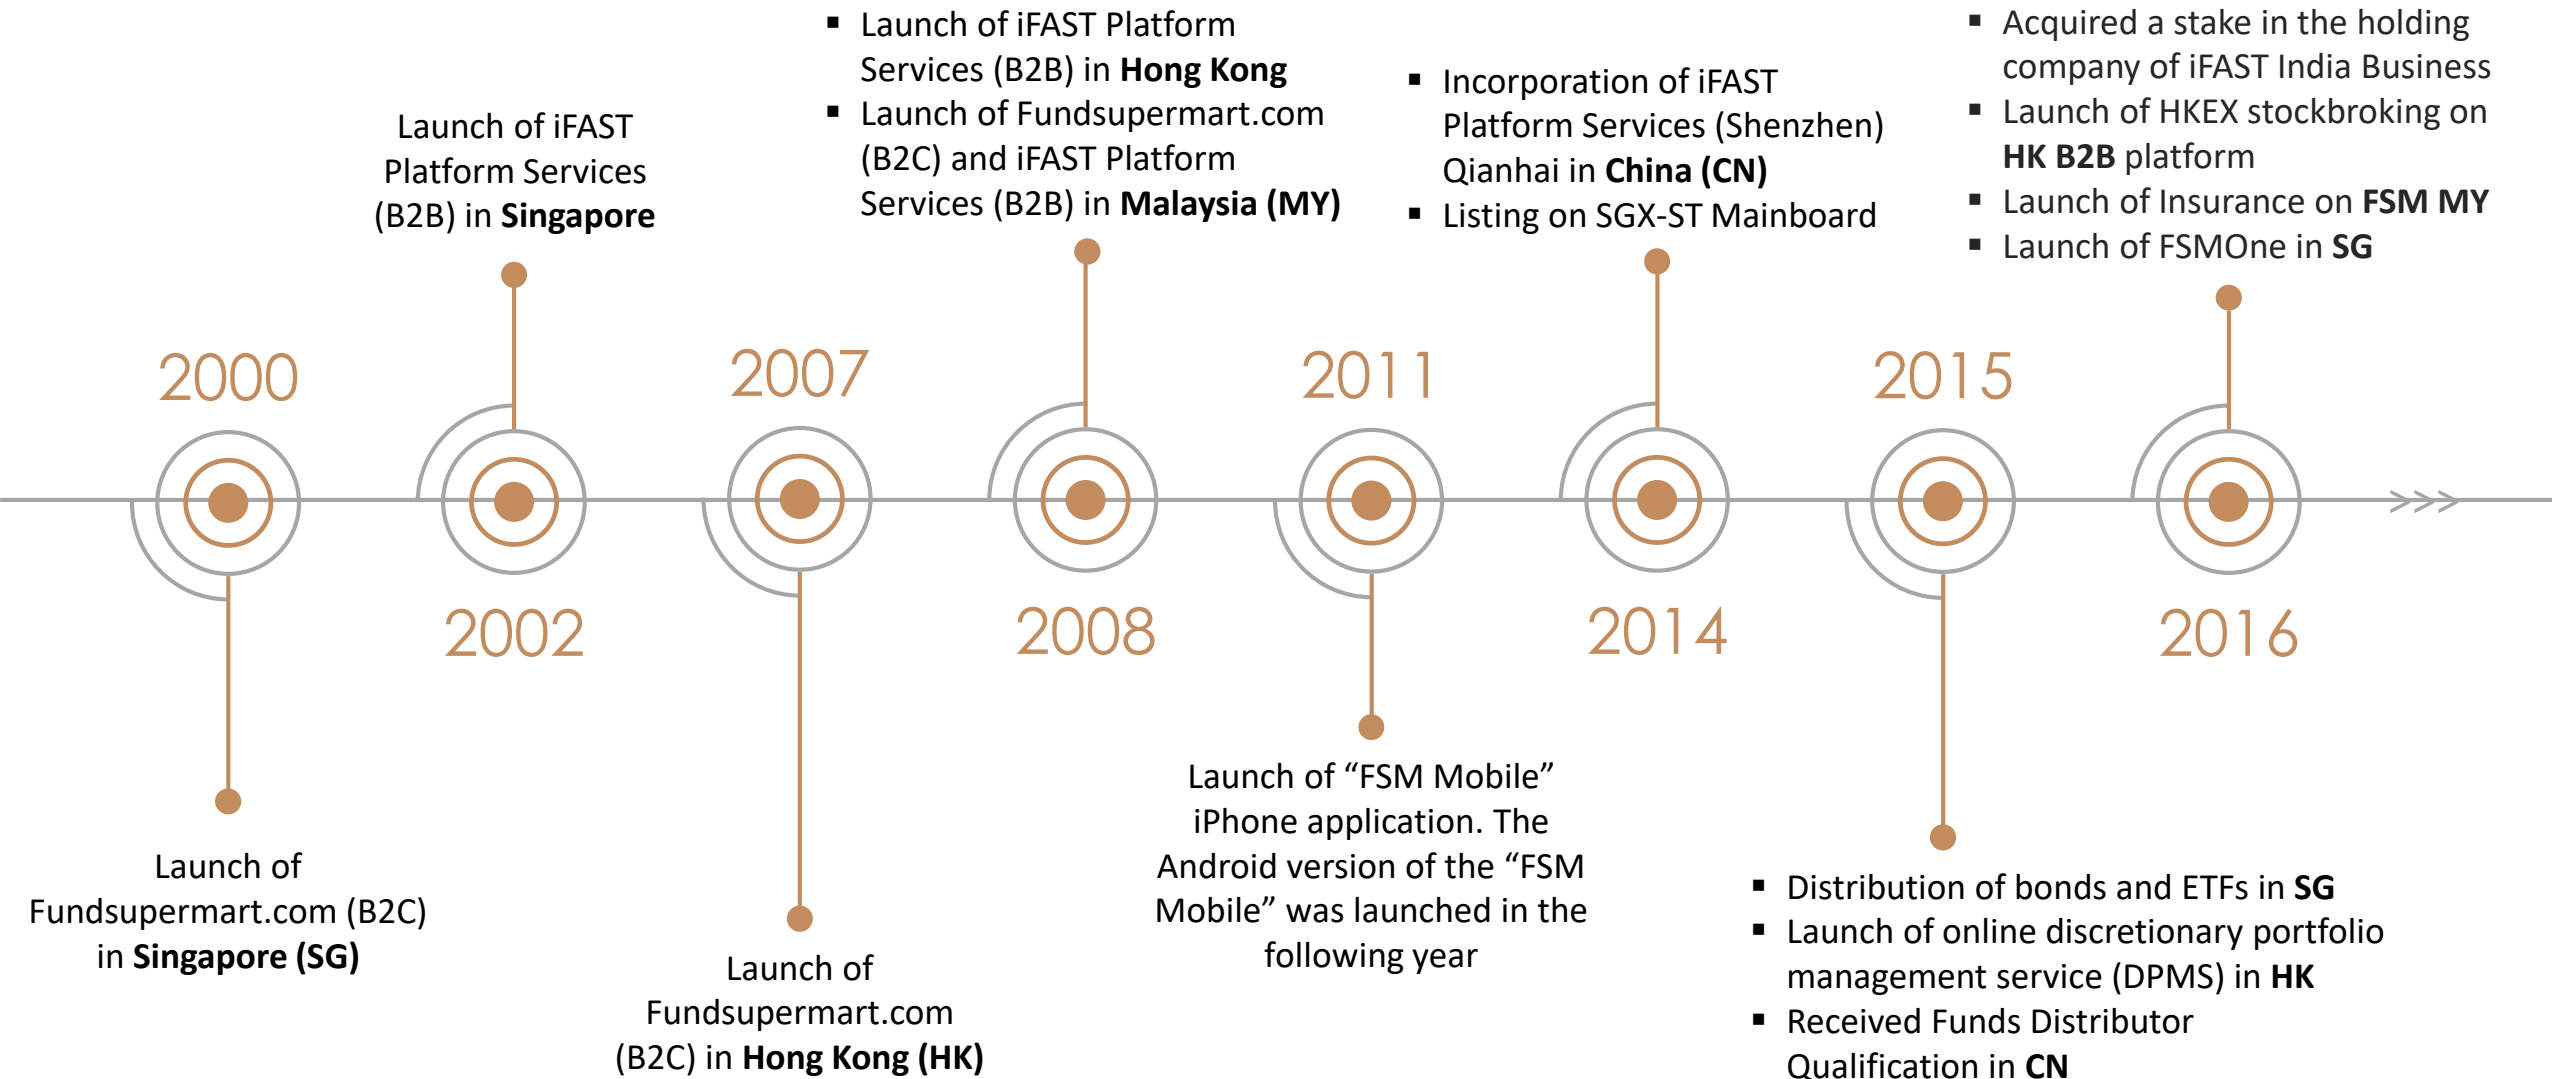 2000
Launch of
Fundsupermart.com (B2C)
in Singapore (SG)
Launch of iFAST
Platform Services
(B2B) in Singapore
2002
2007
Launch of
Fundsupermart.com
(B2C) in Hong Kong (HK)
▪ Launch of iFAST Platform
Services (B2B) in Hong Kong
▪ Launch of Fundsupermart.com
(B2C) and iFAST Platform
Services (B2B) in Malaysia (MY)
2008
2011
Launch of “FSM Mobile”
iPhone application. The
Android version of the “FSM
Mobile” was launched in the
following year
▪ Incorporation of iFAST
Platform Services (Shenzhen)
Qianhai in China (CN)
▪ Listing on SGX-ST Mainboard
2014
2015
▪ Distribution of bonds and ETFs in SG
▪ Launch of online discretionary portfolio
management service (DPMS) in HK
▪ Received Funds Distributor
Qualification in CN
▪ Acquired a stake in the holding
company of iFAST India Business
▪ Launch of HKEX stockbroking on
HK B2B platform
▪ Launch of Insurance on FSM MY
▪ Launch of FSMOne in SG
2016